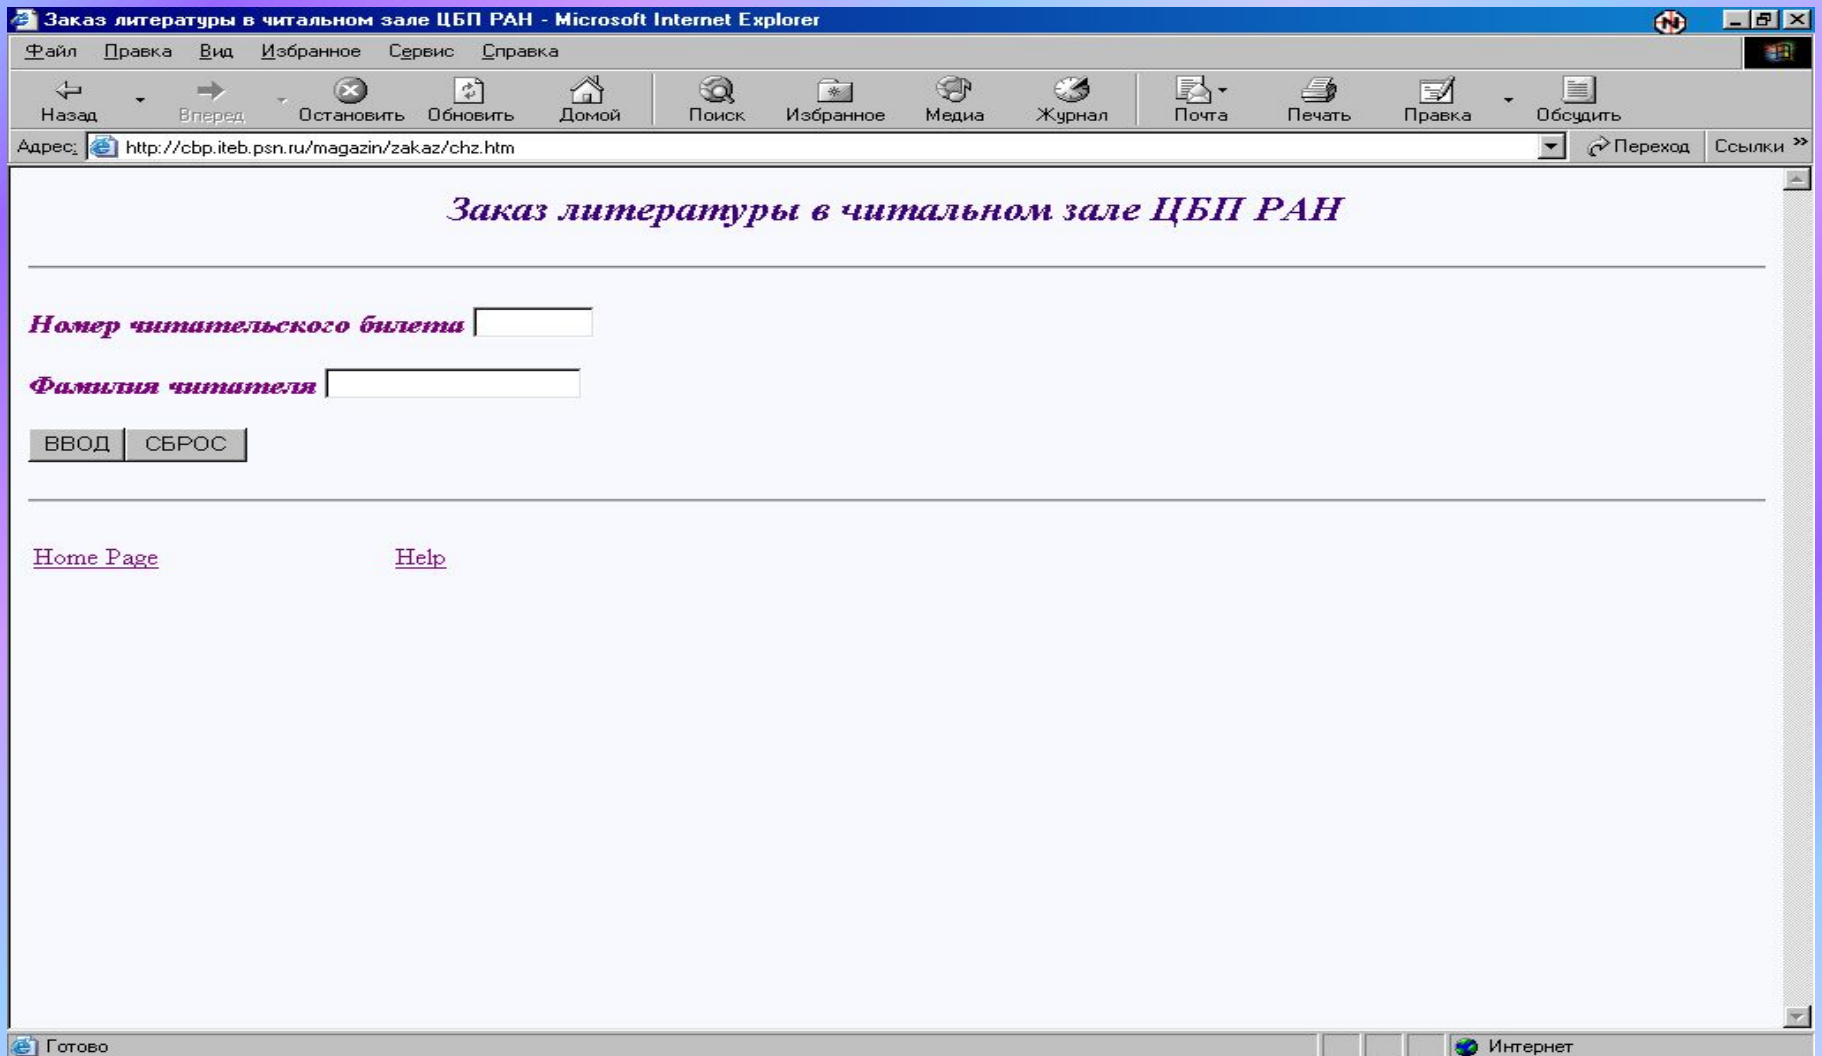 Заказ литературы в читальном зале ЦБП РАН - Microsoft Internet Explorer
Файл Правка Вид Избранное Сервис Справка
Назад Вперед Остановить Обновить Домой Поиск Избранное Медиа Журнал Почта Печать Правка Обсудить
Адрес: http://cbp.iteb.psn.ru/magazin/zakaz/chz.htm Переход Ссылки »
Заказ литературы в читальном зале ЦБП РАН
Номер читательского билета
Фамилия читателя
ВВОД СБРОС
Home Page Help
Готово Интернет